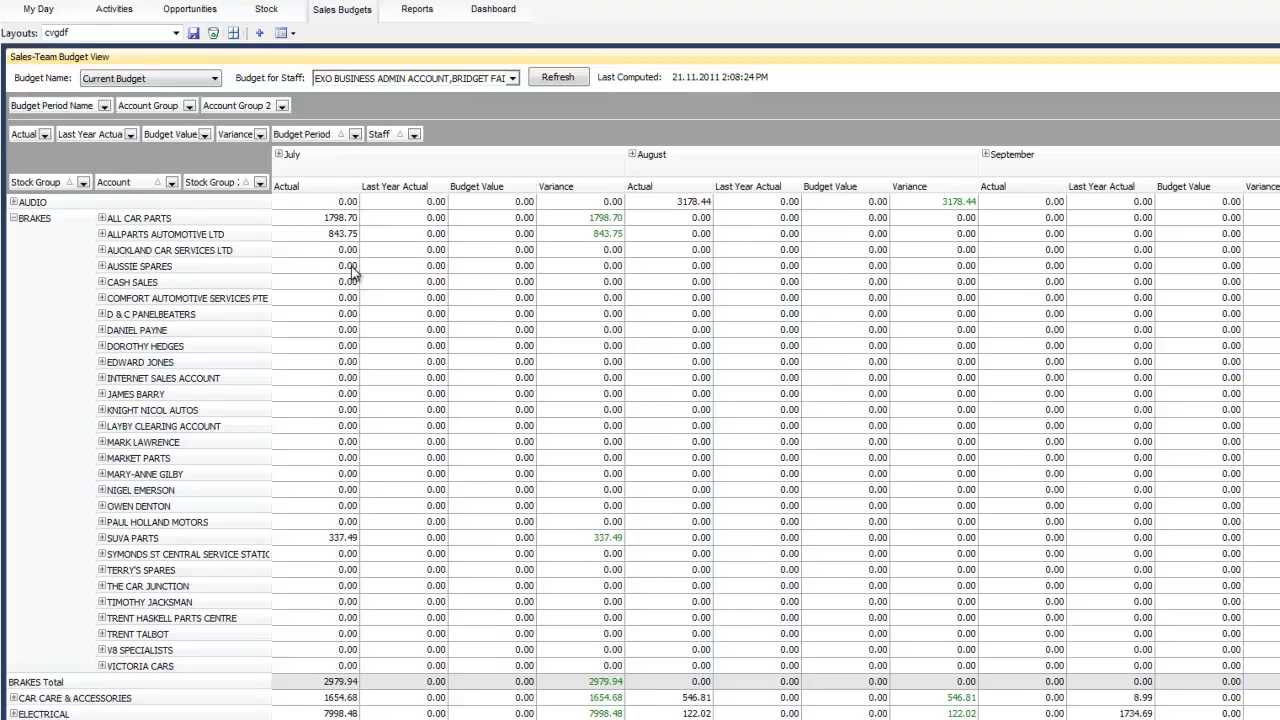 My Day Activities Opportunities Stock Sales Budgets Reports Dashboard
Layouts: cvgdf
Sales-Team Budget View
Budget Name: Current Budget Budget for Staff: EXO BUSINESS ADMIN ACCOUNT,BRIDGET FAI Refresh Last Computed: 21.11.2011 2:08:24 PM
Budget Period Name Account Group Account Group 2
Actual Last Year Actua Budget Value Variance Budget Period Staff
July August September
Stock Group Account Stock Group :
Actual Last Year Actual Budget Value Variance Actual Last Year Actual Budget Value Variance Actual Last Year Actual Budget Value Variance
AUDIO 0.00 0.00 0.00 0.00 3178.44 0.00 0.00 3178.44 0.00 0.00 0.00
BRAKES ALL CAR PARTS 1798.70 0.00 0.00 1798.70 0.00 0.00 0.00 0.00 0.00 0.00 0.00
ALLPARTS AUTOMOTIVE LTD 843.75 0.00 0.00 843.75 0.00 0.00 0.00 0.00 0.00 0.00 0.00
AUCKLAND CAR SERVICES LTD 0.00 0.00 0.00 0.00 0.00 0.00 0.00 0.00 0.00 0.00 0.00
AUSSIE SPARES 0.00 0.00 0.00 0.00 0.00 0.00 0.00 0.00 0.00 0.00 0.00
CASH SALES 0.00 0.00 0.00 0.00 0.00 0.00 0.00 0.00 0.00 0.00 0.00
COMFORT AUTOMOTIVE SERVICES PTE 0.00 0.00 0.00 0.00 0.00 0.00 0.00 0.00 0.00 0.00 0.00
D & C PANELBEATERS 0.00 0.00 0.00 0.00 0.00 0.00 0.00 0.00 0.00 0.00 0.00
DANIEL PAYNE 0.00 0.00 0.00 0.00 0.00 0.00 0.00 0.00 0.00 0.00 0.00
DOROTHY HEDGES 0.00 0.00 0.00 0.00 0.00 0.00 0.00 0.00 0.00 0.00 0.00
EDWARD JONES 0.00 0.00 0.00 0.00 0.00 0.00 0.00 0.00 0.00 0.00 0.00
INTERNET SALES ACCOUNT 0.00 0.00 0.00 0.00 0.00 0.00 0.00 0.00 0.00 0.00 0.00
JAMES BARRY 0.00 0.00 0.00 0.00 0.00 0.00 0.00 0.00 0.00 0.00 0.00
KNIGHT NICOL AUTOS 0.00 0.00 0.00 0.00 0.00 0.00 0.00 0.00 0.00 0.00 0.00
LAYBY CLEARING ACCOUNT 0.00 0.00 0.00 0.00 0.00 0.00 0.00 0.00 0.00 0.00 0.00
MARK LAWRENCE 0.00 0.00 0.00 0.00 0.00 0.00 0.00 0.00 0.00 0.00 0.00
MARKET PARTS 0.00 0.00 0.00 0.00 0.00 0.00 0.00 0.00 0.00 0.00 0.00
MARY-ANNE GILBY 0.00 0.00 0.00 0.00 0.00 0.00 0.00 0.00 0.00 0.00 0.00
NIGEL EMERSON 0.00 0.00 0.00 0.00 0.00 0.00 0.00 0.00 0.00 0.00 0.00
OWEN DENTON 0.00 0.00 0.00 0.00 0.00 0.00 0.00 0.00 0.00 0.00 0.00
PAUL HOLLAND MOTORS 0.00 0.00 0.00 0.00 0.00 0.00 0.00 0.00 0.00 0.00 0.00
SUVA PARTS 337.49 0.00 0.00 337.49 0.00 0.00 0.00 0.00 0.00 0.00 0.00
SYMONDS ST CENTRAL SERVICE STATIC 0.00 0.00 0.00 0.00 0.00 0.00 0.00 0.00 0.00 0.00 0.00
TERRY'S SPARES 0.00 0.00 0.00 0.00 0.00 0.00 0.00 0.00 0.00 0.00 0.00
THE CAR JUNCTION 0.00 0.00 0.00 0.00 0.00 0.00 0.00 0.00 0.00 0.00 0.00
TIMOTHY JACKSMAN 0.00 0.00 0.00 0.00 0.00 0.00 0.00 0.00 0.00 0.00 0.00
TRENT HASKELL PARTS CENTRE 0.00 0.00 0.00 0.00 0.00 0.00 0.00 0.00 0.00 0.00 0.00
TRENT TALBOT 0.00 0.00 0.00 0.00 0.00 0.00 0.00 0.00 0.00 0.00 0.00
V8 SPECIALISTS 0.00 0.00 0.00 0.00 0.00 0.00 0.00 0.00 0.00 0.00 0.00
VICTORIA CARS 0.00 0.00 0.00 0.00 0.00 0.00 0.00 0.00 0.00 0.00 0.00
BRAKES Total 2979.94 0.00 0.00 2979.94 0.00 0.00 0.00 0.00 0.00 0.00 0.00
CAR CARE & ACCESSORIES 1654.68 0.00 0.00 1654.68 546.81 0.00 0.00 546.81 0.00 8.99 0.00
ELECTRICAL 7998.48 0.00 0.00 7998.48 122.02 0.00 0.00 122.02 0.00 1734.69 0.00